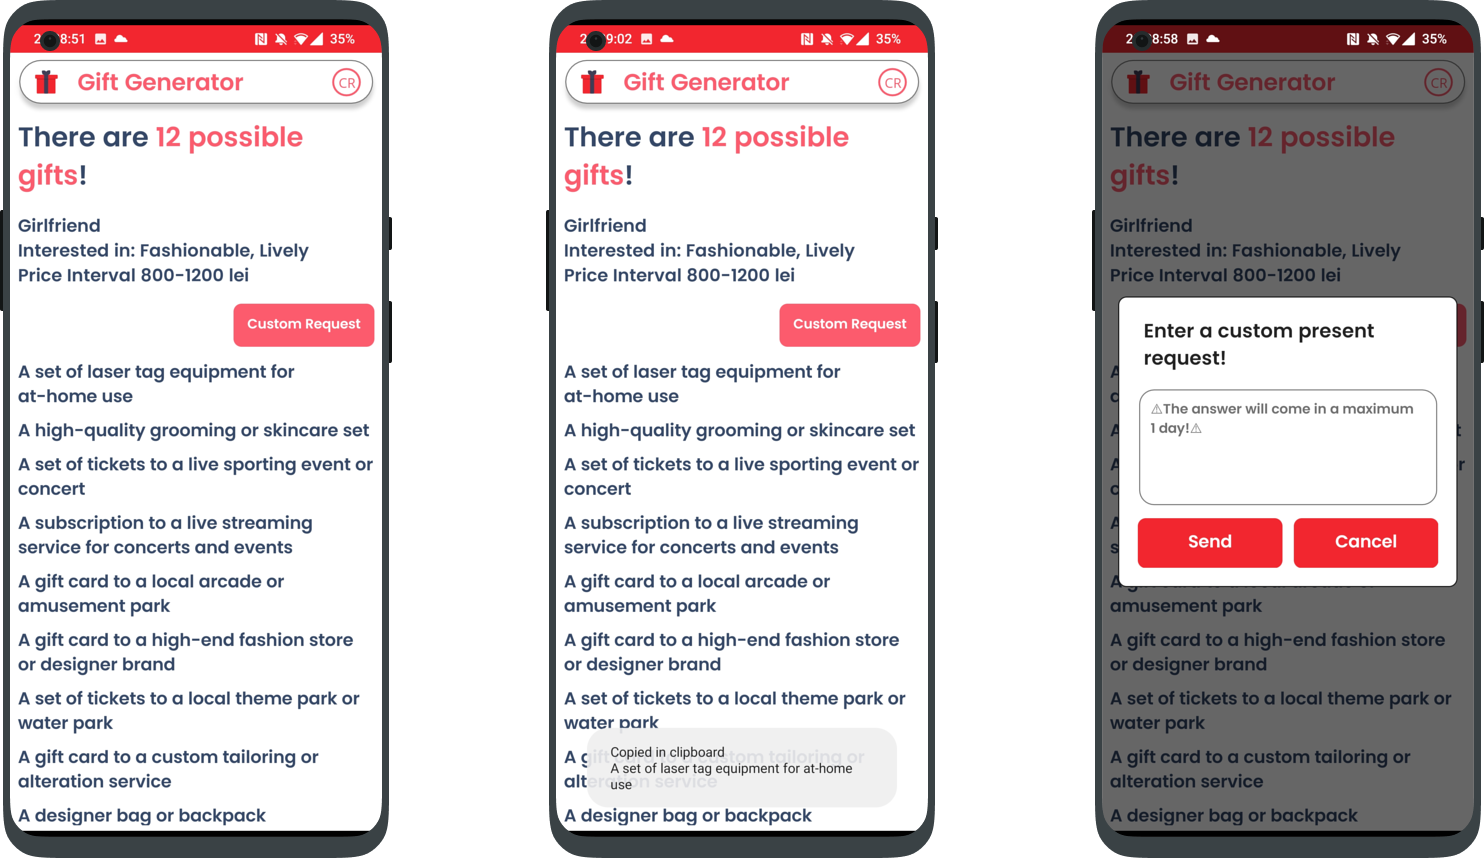 35%
Gift Generator
CR
There are 12 possible
gifts!
Girlfriend
Interested in: Fashionable, Lively
Price Interval 800-1200 lei
Custom Request
A set of laser tag equipment for
at-home use
A high-quality grooming or skincare set
A set of tickets to a live sporting event or
concert
A subscription to a live streaming
service for concerts and events
A gift card to a local arcade or
amusement park
A gift card to a high-end fashion store
or designer brand
A set of tickets to a local theme park or
water park
A gift card to a custom tailoring or
alteration service
A designer bag or backpack
35%
Gift Generator
CR
There are 12 possible
gifts!
Girlfriend
Interested in: Fashionable, Lively
Price Interval 800-1200 lei
Custom Request
A set of laser tag equipment for
at-home use
A high-quality grooming or skincare set
A set of tickets to a live sporting event or
concert
A subscription to a live streaming
service for concerts and events
A gift card to a local arcade or
amusement park
A gift card to a high-end fashion store
or designer brand
A set of tickets to a local theme park or
water park
A gift card to a custom tailoring or
alteration service
Copied in clipboard
A set of laser tag equipment for at-home
use
A designer bag or backpack
35%
Gift Generator
CR
There are 12 possible
gifts!
Girlfriend
Interested in: Fashionable, Lively
Price Interval 800-1200 lei
Enter a custom present
request!
⚠The answer will come in a maximum
1 day!⚠
Send
Cancel
amusement park
A gift card to a high-end fashion store
or designer brand
A set of tickets to a local theme park or
water park
A gift card to a custom tailoring or
alteration service
A designer bag or backpack